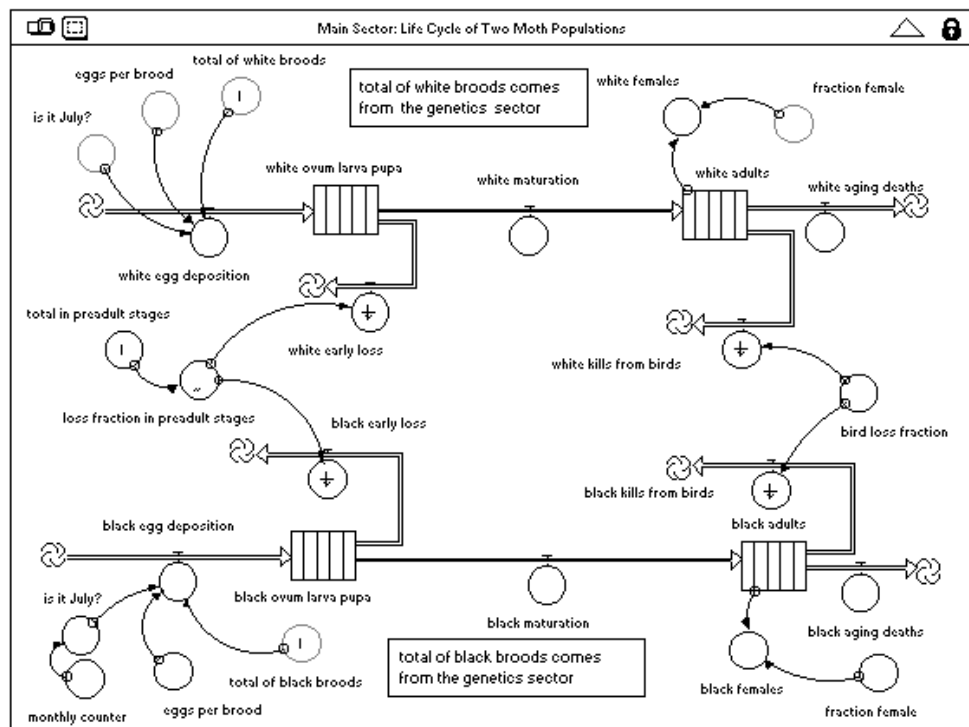 Main Sector: Life Cycle of Two Moth Populations
total of white broods
eggs per brood
is it July?
total of white broods comes
from the genetics sector
white females
fraction female
white ovum larva pupa
white maturation
white adults
white aging deaths
white egg deposition
total in preadult stages
white early loss
white kills from birds
loss fraction in preadult stages
black early loss
bird loss fraction
black kills from birds
black egg deposition
black adults
is it July?
black ovum larva pupa
black maturation
black aging deaths
total of black broods comes
from the genetics sector
total of black broods
black females
monthly counter
eggs per brood
fraction female